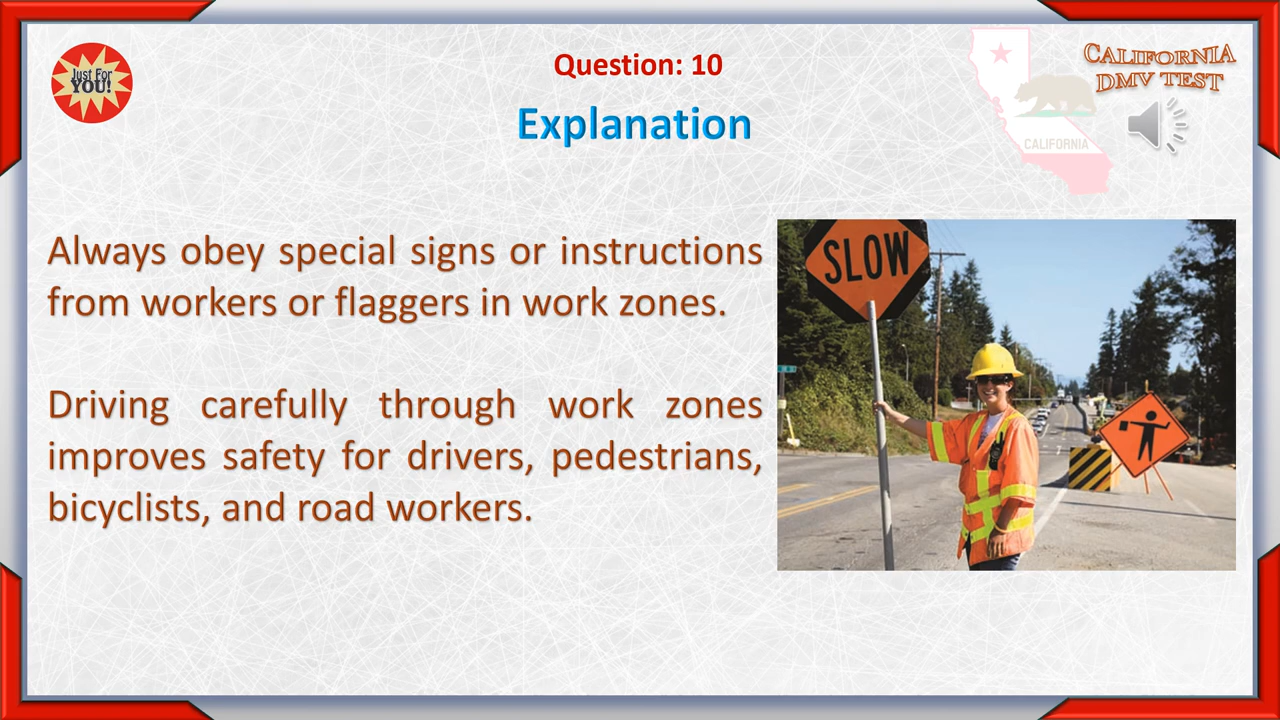 Just For
YOU!
Question: 10
Explanation
CALIFORNIA
DMV TEST
CALIFORNIA
Always obey special signs or instructions
from workers or flaggers in work zones.
Driving carefully through work zones
improves safety for drivers, pedestrians,
bicyclists, and road workers.
SLOW